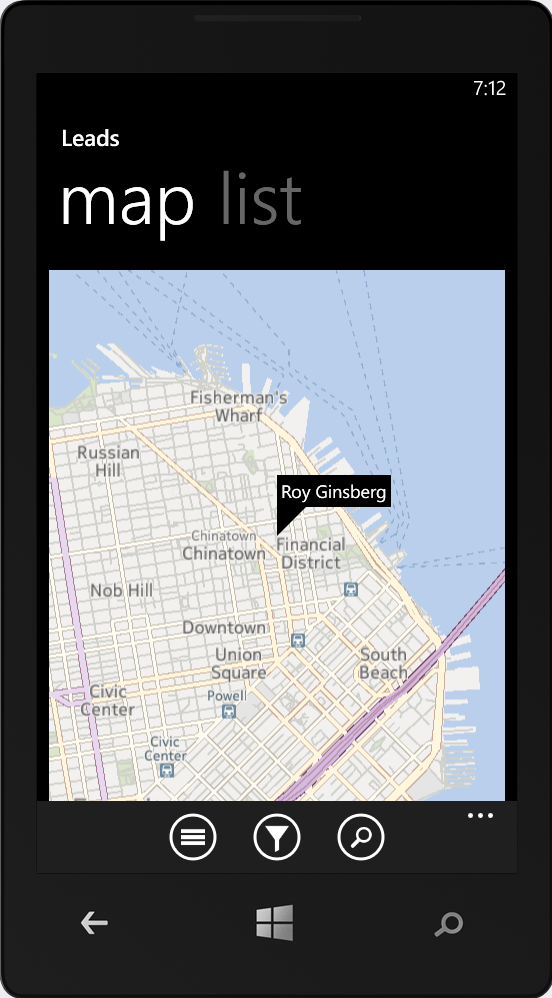 7:12
Leads
map list
Fisherman's
Wharf
Russian
Hill
Roy Ginsberg
Chinatown
Chinatown
Financial
District
Nob Hill
Downtown
Union
Square
South
Beach
Powell
Civic
Center
Civic
Center